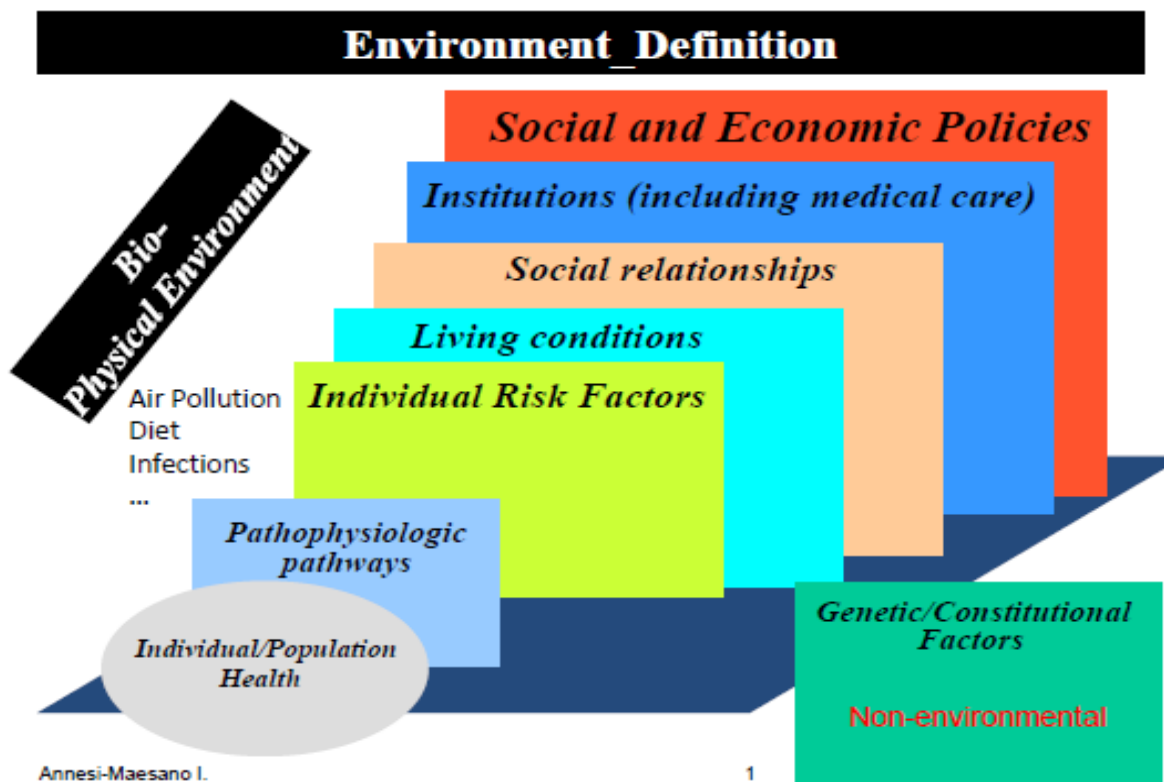 Environment_Definition
Bio-
Physical Environment
Social and Economic Policies
Institutions (including medical care)
Social relationships
Living conditions
Individual Risk Factors
Air Pollution
Diet
Infections
...
Pathophysiologic
pathways
Individual/Population
Health
Genetic/Constitutional
Factors
Non-environmental
Annesi-Maesano I.
1